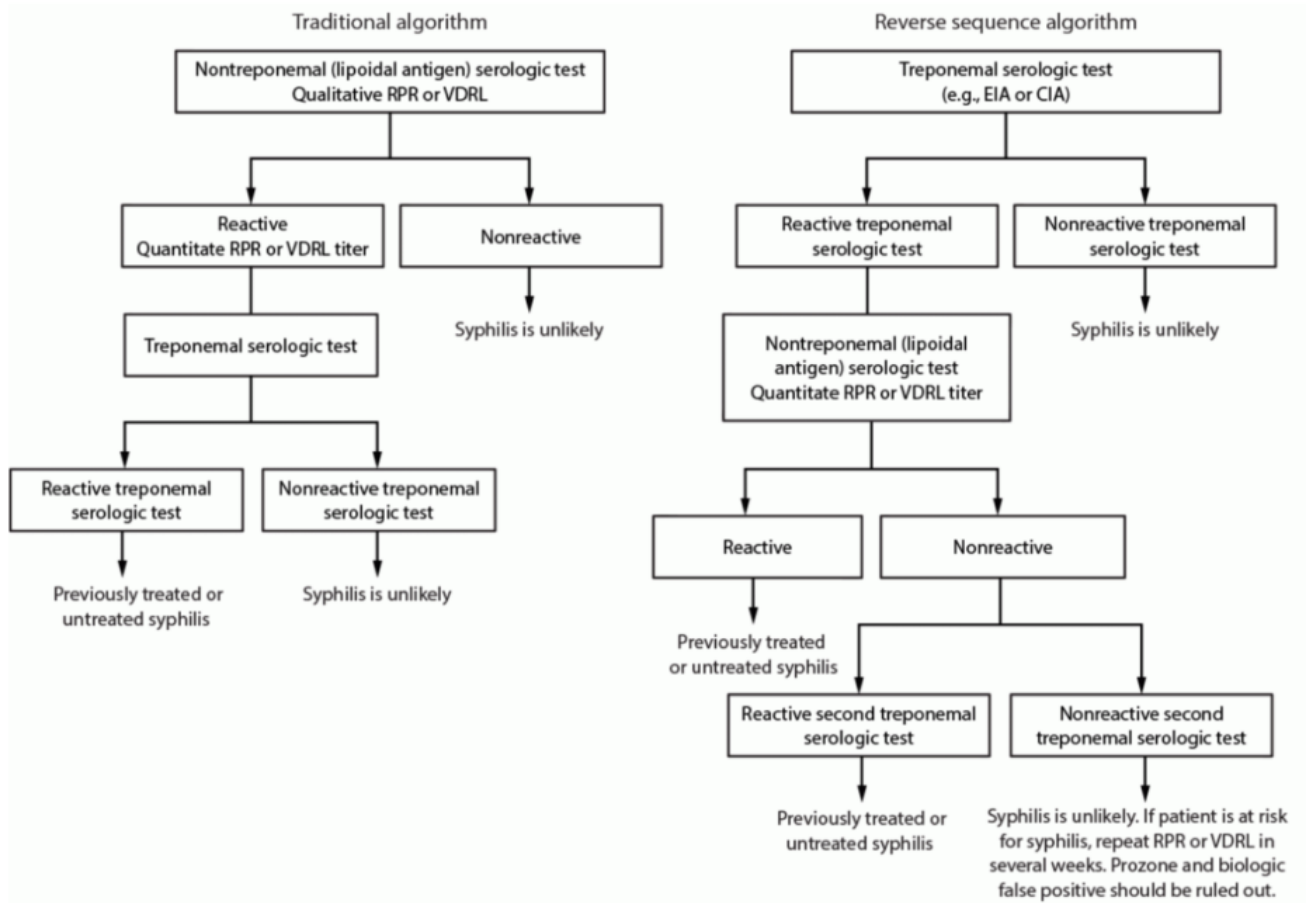 Traditional algorithm
Nontreponemal (lipoidal antigen) serologic test
Qualitative RPR or VDRL
Reactive
Quantitate RPR or VDRL titer
Nonreactive
Syphilis is unlikely
Treponemal serologic test
Reactive treponemal
serologic test
Nonreactive treponemal
serologic test
Previously treated or
untreated syphilis
Syphilis is unlikely
Reverse sequence algorithm
Treponemal serologic test
(e.g., EIA or CIA)
Reactive treponemal
serologic test
Nonreactive treponemal
serologic test
Syphilis is unlikely
Nontreponemal (lipoidal
antigen) serologic test
Quantitate RPR or VDRL titer
Reactive
Nonreactive
Previously treated
or untreated syphilis
Reactive second treponemal
serologic test
Nonreactive second
treponemal serologic test
Previously treated or
untreated syphilis
Syphilis is unlikely. If patient is at risk
for syphilis, repeat RPR or VDRL in
several weeks. Prozone and biologic
false positive should be ruled out.